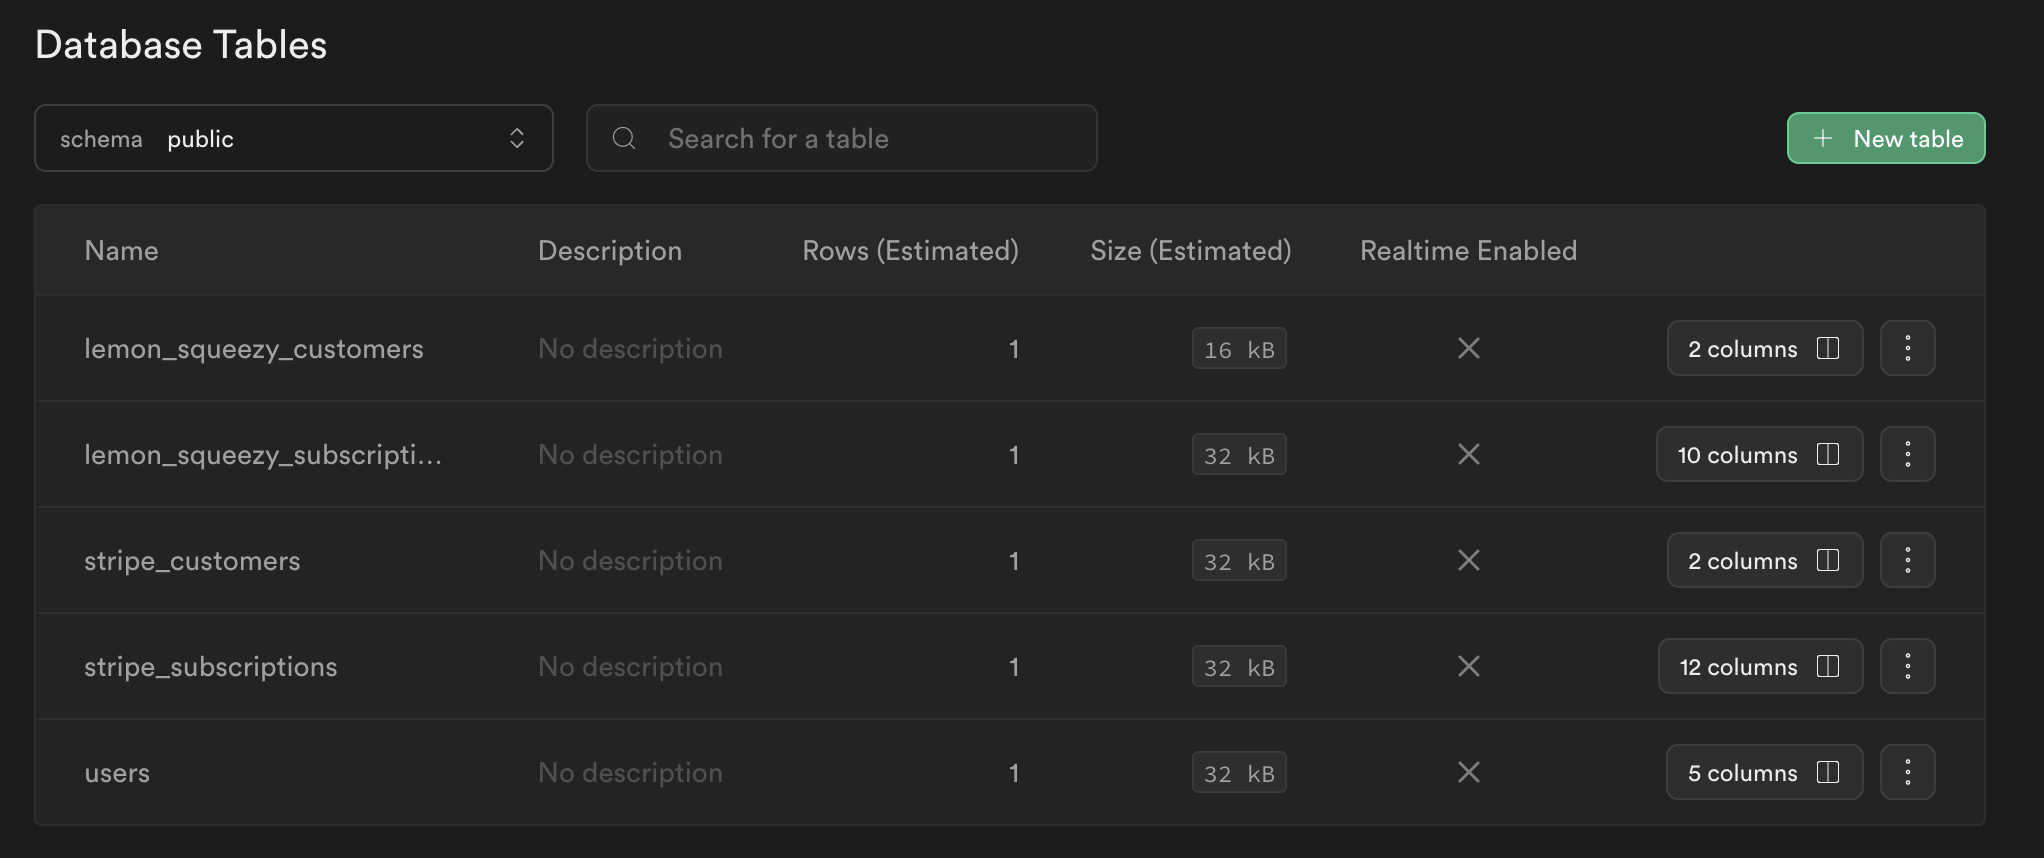 Database Tables
schema public
Search for a table
New table
Name Description Rows (Estimated) Size (Estimated) Realtime Enabled
lemon_squeezy_customers No description 1 16 kB 2 columns
lemon_squeezy_subscripti... No description 1 32 kB 10 columns
stripe_customers No description 1 32 kB 2 columns
stripe_subscriptions No description 1 32 kB 12 columns
users No description 1 32 kB 5 columns